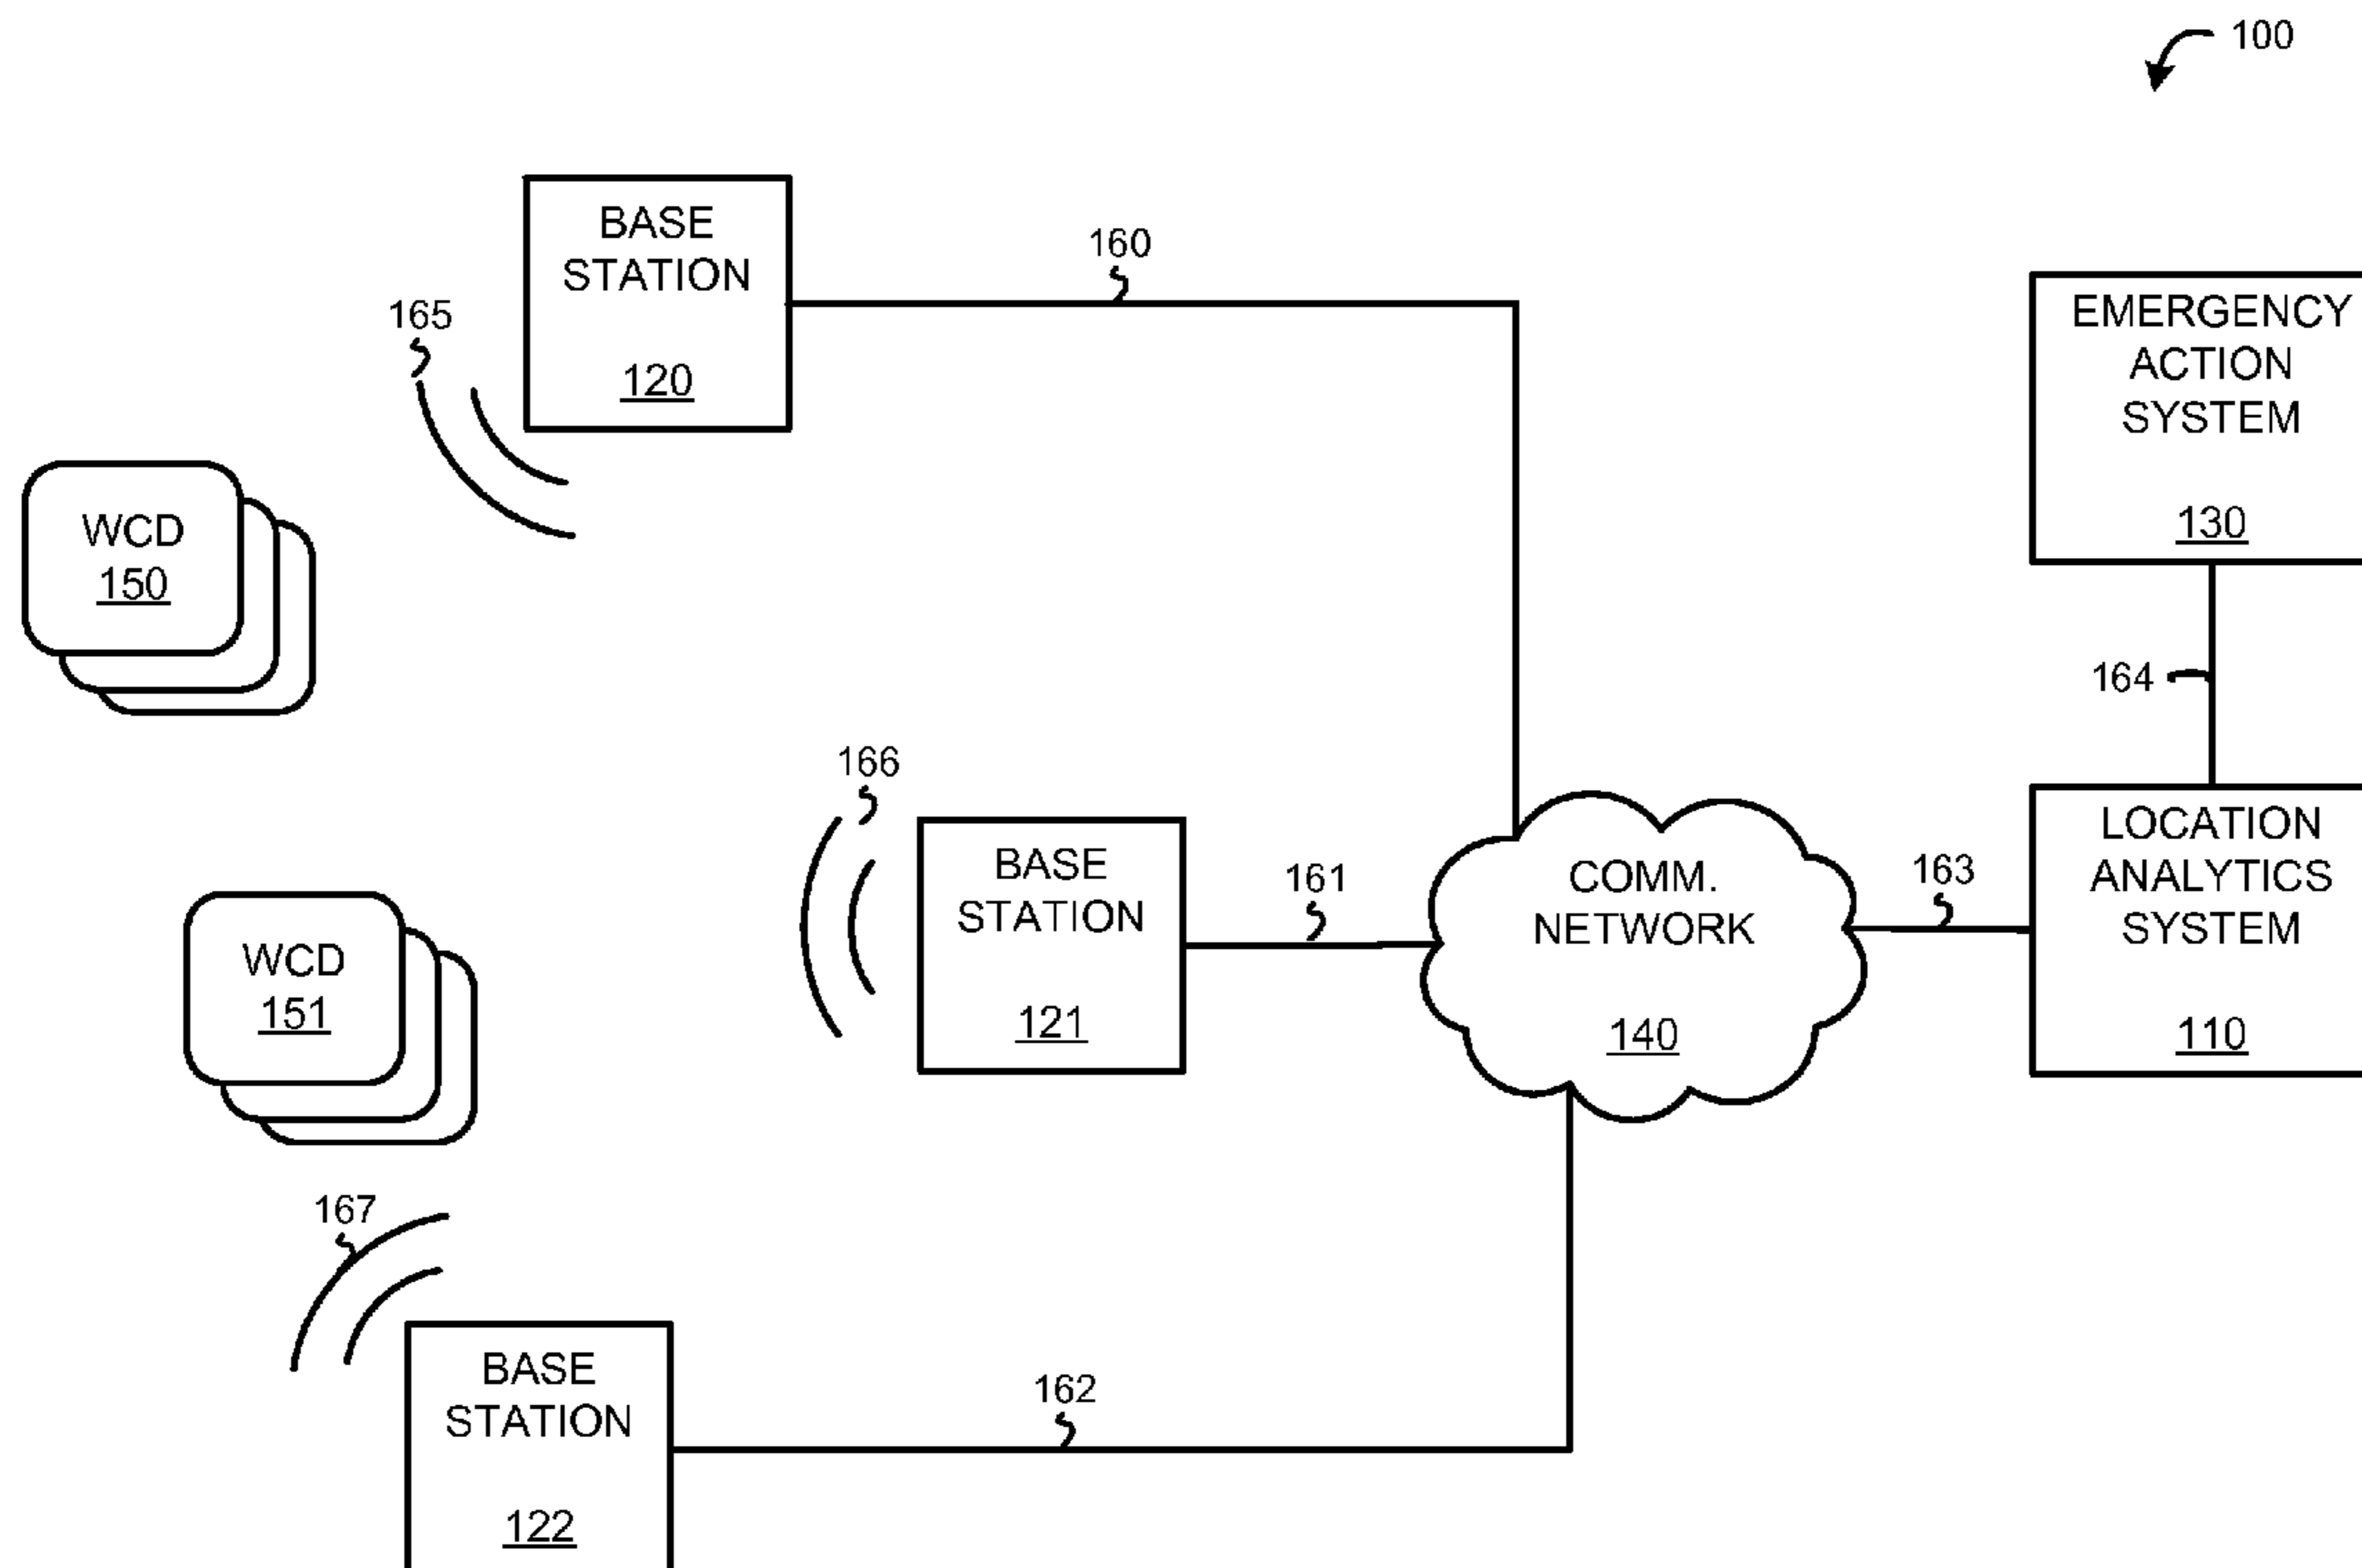 100
BASE
STATION
120
160
165
EMERGENCY
ACTION
SYSTEM
130
WCD
150
164
166
BASE
STATION
121
161
COMM.
NETWORK
140
163
LOCATION
ANALYTICS
SYSTEM
110
WCD
151
167
BASE
STATION
122
162